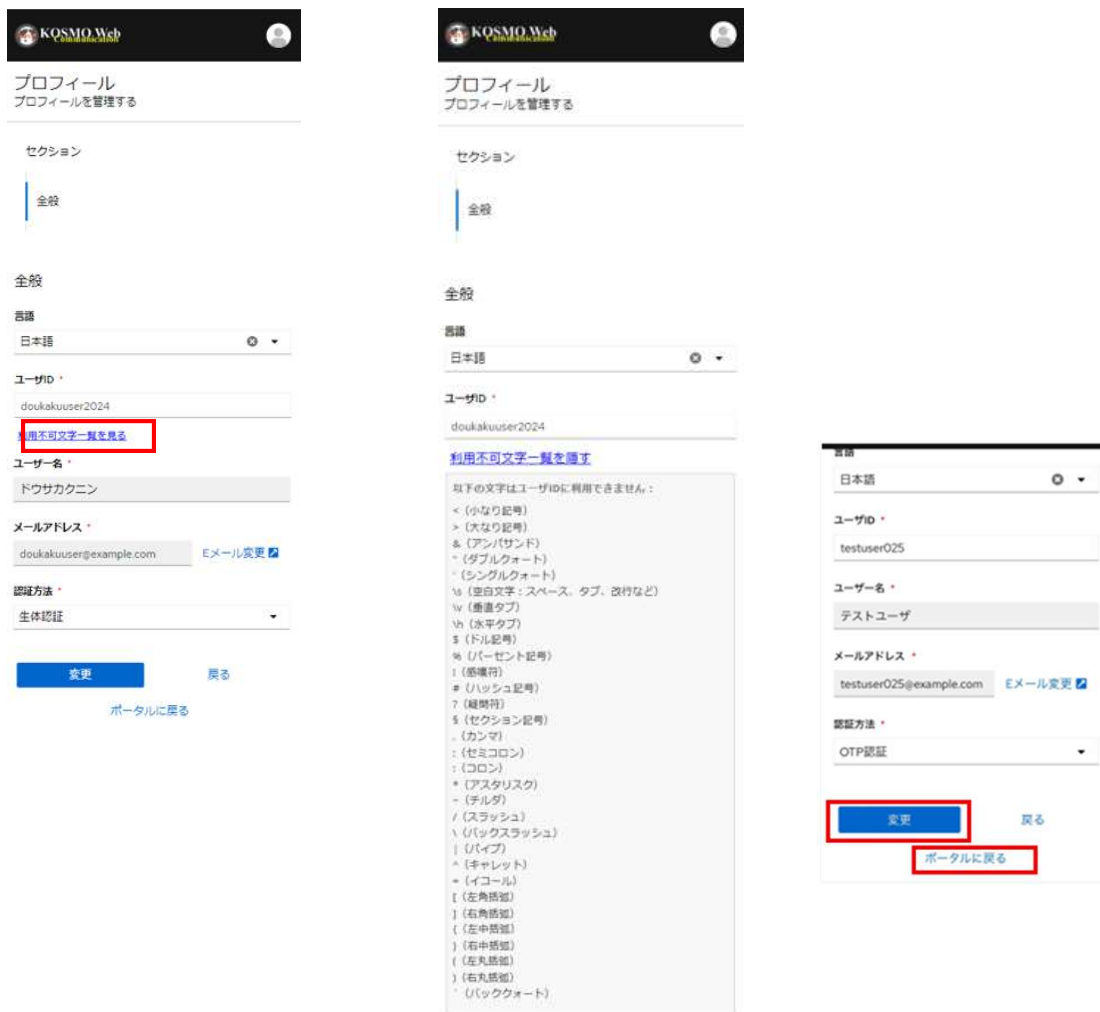 KOSMO Web
Communication
プロフィール
プロフィールを管理する
セクション
全般
全般
言語
日本語
ユーザID *
doukakuuser2024
利用不可文字一覧を見る
ユーザー名 *
ドウサカクニン
メールアドレス *
doukakuuser@example.com Eメール変更
認証方法 *
生体認証
変更 戻る
ポータルに戻る
KOSMO Web
Communication
プロフィール
プロフィールを管理する
セクション
全般
全般
言語
日本語
ユーザID *
doukakuuser2024
利用不可文字一覧を隠す
以下の文字はユーザIDに利用できません：
<（小なり記号）
>（大なり記号）
&（アンパサンド）
"（ダブルクォート）
'（シングルクォート）
\s（空白文字：スペース、タブ、改行など）
\v（垂直タブ）
\h（水平タブ）
$（ドル記号）
%（パーセント記号）
!（感嘆符）
#（ハッシュ記号）
?（疑問符）
§（セクション記号）
,（カンマ）
;（セミコロン）
:（コロン）
*（アスタリスク）
~（チルダ）
/（スラッシュ）
\（バックスラッシュ）
|（パイプ）
^（キャレット）
=（イコール）
[（左角括弧）
]（右角括弧）
{（左中括弧）
}（右中括弧）
(（左丸括弧）
)（右丸括弧）
`（バッククォート）
言語
日本語
ユーザID *
testuser025
ユーザー名 *
テストユーザ
メールアドレス *
testuser025@example.com Eメール変更
認証方法 *
OTP認証
変更 戻る
ポータルに戻る